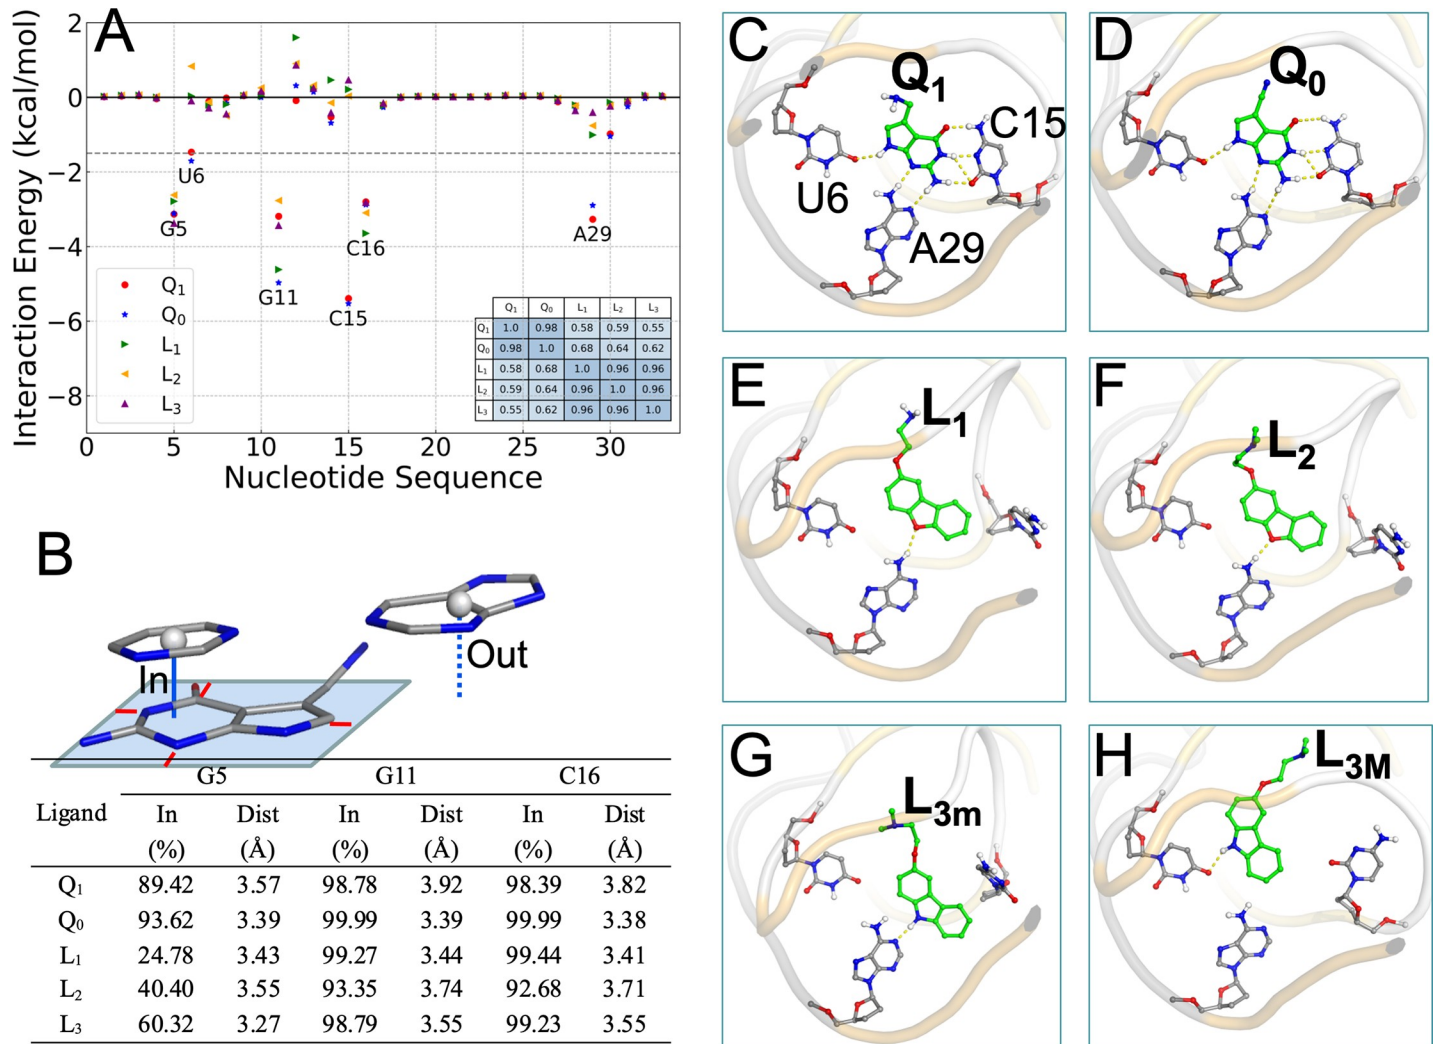 A
Interaction Energy (kcal/mol)
2
0
−2
−4
−6
−8
U6
G5
G11
C15
C16
A29
Q1
Q0
L1
L2
L3
Q1 Q0 L1 L2 L3
Q1 1.0 0.98 0.58 0.59 0.55
Q0 0.98 1.0 0.68 0.64 0.62
L1 0.58 0.68 1.0 0.96 0.96
L2 0.59 0.64 0.96 1.0 0.96
L3 0.55 0.62 0.96 0.96 1.0
0 5 10 15 20 25 30
Nucleotide Sequence
B
In
Out
G5 G11 C16
Ligand In Dist In Dist In Dist
(%) (Å) (%) (Å) (%) (Å)
Q1 89.42 3.57 98.78 3.92 98.39 3.82
Q0 93.62 3.39 99.99 3.39 99.99 3.38
L1 24.78 3.43 99.27 3.44 99.44 3.41
L2 40.40 3.55 93.35 3.74 92.68 3.71
L3 60.32 3.27 98.79 3.55 99.23 3.55
C
Q1
C15
U6
A29
D
Q0
E
L1
F
L2
G
L3m
H
L3M